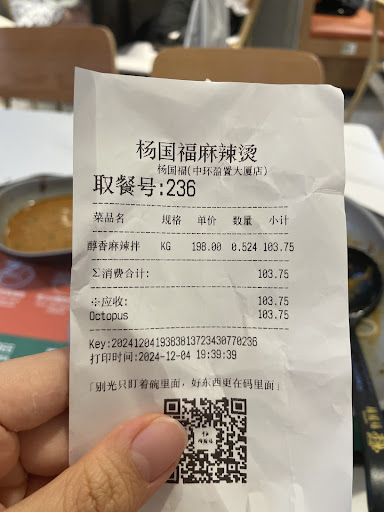 杨国福麻辣烫
杨国福(中环盈置大厦店)
取餐号:236
菜品名 规格 单价 数量 小计
醇香麻辣拌 KG 198.00 0.524 103.75
Σ消费合计: 103.75
※应收: 103.75
Octopus 103.75
Key:20241204193838137234307​70236
打印时间:2024-12-04 19:39:39
「别光只盯着碗里面，好东西更在码里面」